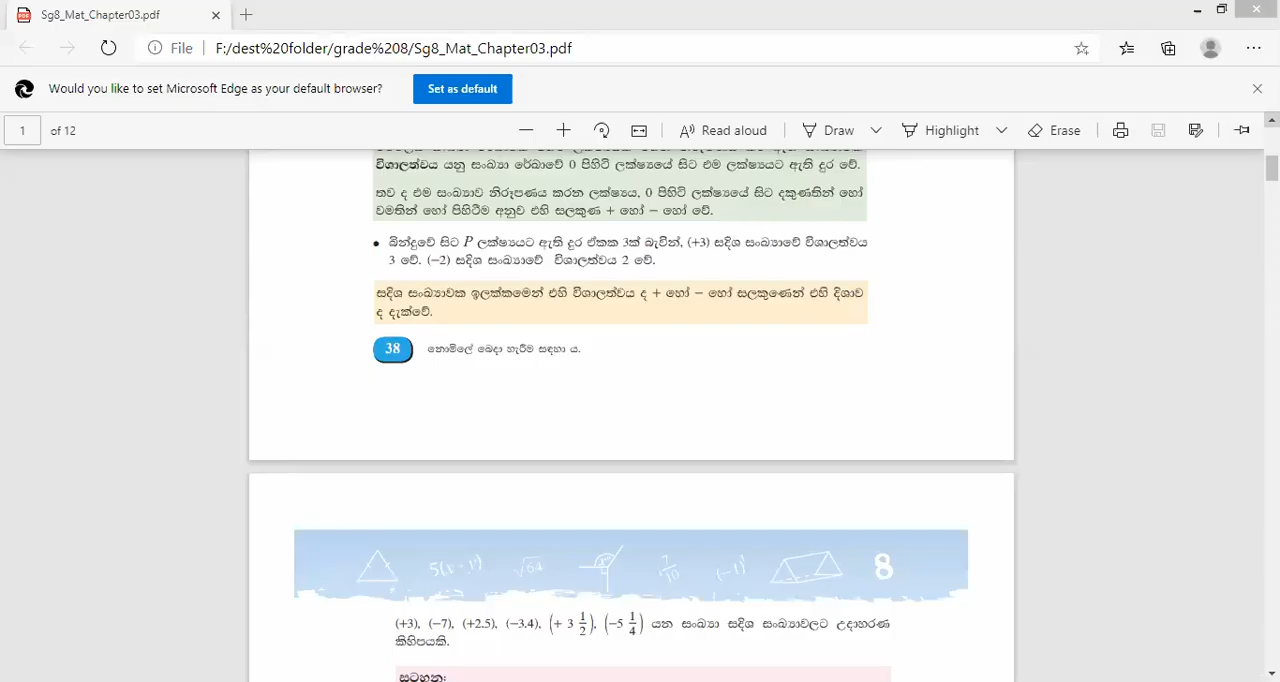 Sg8_Mat_Chapter03.pdf
File F:/dest%20folder/grade%208/Sg8_Mat_Chapter03.pdf
Would you like to set Microsoft Edge as your default browser? Set as default
1 of 12 Read aloud Draw Highlight Erase
විශාලත්වය යනු සංඛ්‍යා රේඛාවේ 0 පිහිටි ලක්ෂ්‍යයේ සිට එම ලක්ෂ්‍යයට ඇති දුර වේ.
තව ද එම සංඛ්‍යාව නිරූපණය කරන ලක්ෂ්‍යය, 0 පිහිටි ලක්ෂ්‍යයේ සිට දකුණතින් හෝ
වමතින් හෝ පිහිටීම අනුව එහි සලකුණ + හෝ − හෝ වේ.
• බින්දුවේ සිට P ලක්ෂ්‍යයට ඇති දුර ඒකක 3ක් බැවින්, (+3) සදිශ සංඛ්‍යාවේ විශාලත්වය
3 වේ. (−2) සදිශ සංඛ්‍යාවේ විශාලත්වය 2 වේ.
සදිශ සංඛ්‍යාවක ඉලක්කමෙන් එහි විශාලත්වය ද + හෝ − හෝ සලකුණෙන් එහි දිශාව
ද දැක්වේ.
38 නොමිලේ බෙදා හැරීම සඳහා ය.
8
(+3), (−7), (+2.5), (−3.4), (+ 3 1/2), (−5 1/4) යන සංඛ්‍යා සදිශ සංඛ්‍යාවලට උදාහරණ
කිහිපයකි.
සටහන: